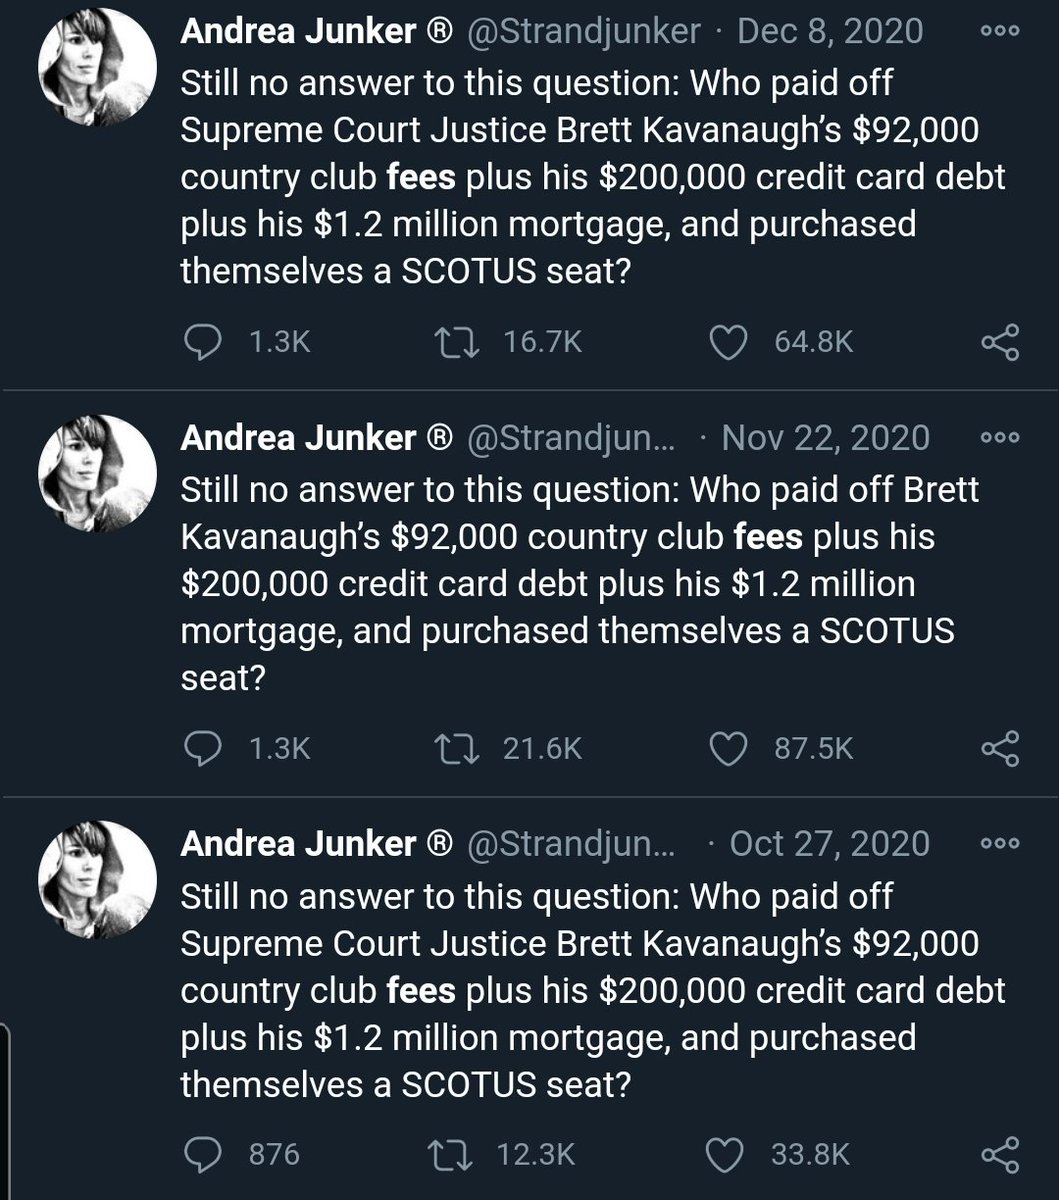 Andrea Junker ® @Strandjunker · Dec 8, 2020
Still no answer to this question: Who paid off
Supreme Court Justice Brett Kavanaugh’s $92,000
country club fees plus his $200,000 credit card debt
plus his $1.2 million mortgage, and purchased
themselves a SCOTUS seat?
1.3K 16.7K 64.8K
Andrea Junker ® @Strandjun... · Nov 22, 2020
Still no answer to this question: Who paid off Brett
Kavanaugh’s $92,000 country club fees plus his
$200,000 credit card debt plus his $1.2 million
mortgage, and purchased themselves a SCOTUS
seat?
1.3K 21.6K 87.5K
Andrea Junker ® @Strandjun... · Oct 27, 2020
Still no answer to this question: Who paid off
Supreme Court Justice Brett Kavanaugh’s $92,000
country club fees plus his $200,000 credit card debt
plus his $1.2 million mortgage, and purchased
themselves a SCOTUS seat?
876 12.3K 33.8K